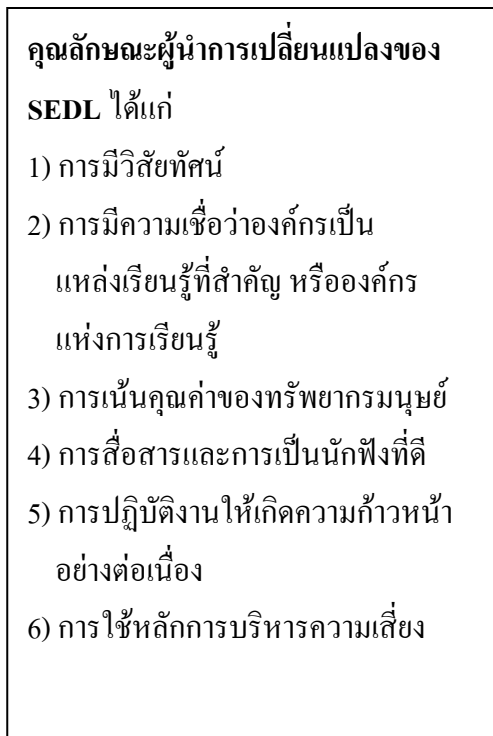 คุณลักษณะผู้นำการเปลี่ยนแปลงของ
SEDL ได้แก่
1) การมีวิสัยทัศน์
2) การมีความเชื่อว่าองค์กรเป็น
แหล่งเรียนรู้ที่สำคัญ หรือองค์กร
แห่งการเรียนรู้
3) การเน้นคุณค่าของทรัพยากรมนุษย์
4) การสื่อสารและการเป็นนักฟังที่ดี
5) การปฏิบัติงานให้เกิดความก้าวหน้า
อย่างต่อเนื่อง
6) การใช้หลักการบริหารความเสี่ยง